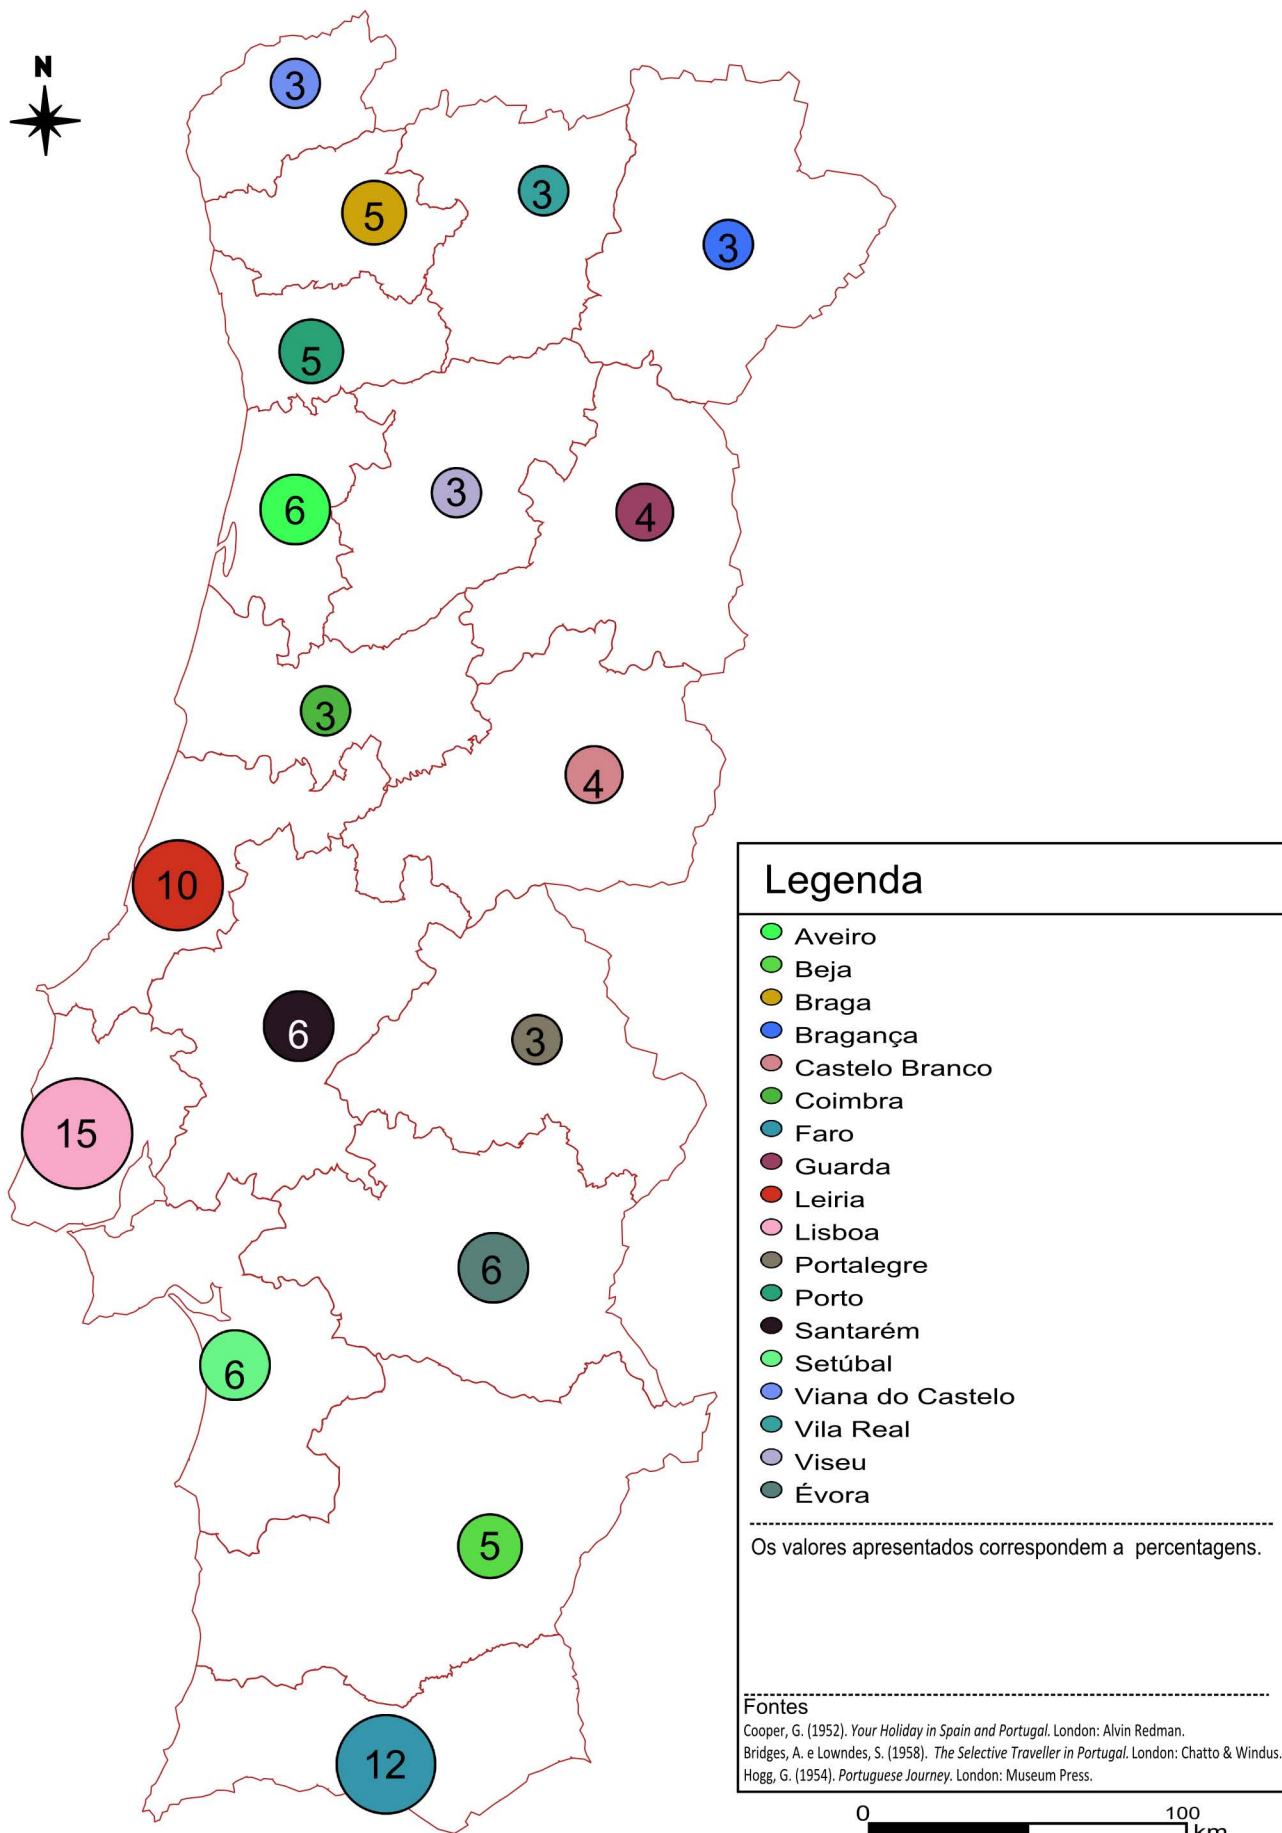 N
3
3
5
3
5
3
6
4
3
4
10
6
3
15
6
6
5
12
Legenda
Aveiro
Beja
Braga
Bragança
Castelo Branco
Coimbra
Faro
Guarda
Leiria
Lisboa
Portalegre
Porto
Santarém
Setúbal
Viana do Castelo
Vila Real
Viseu
Évora
Os valores apresentados correspondem a percentagens.
Fontes
Cooper, G. (1952). Your Holiday in Spain and Portugal. London: Alvin Redman.
Bridges, A. e Lowndes, S. (1958). The Selective Traveller in Portugal. London: Chatto & Windus.
Hogg, G. (1954). Portuguese Journey. London: Museum Press.
0 100
km